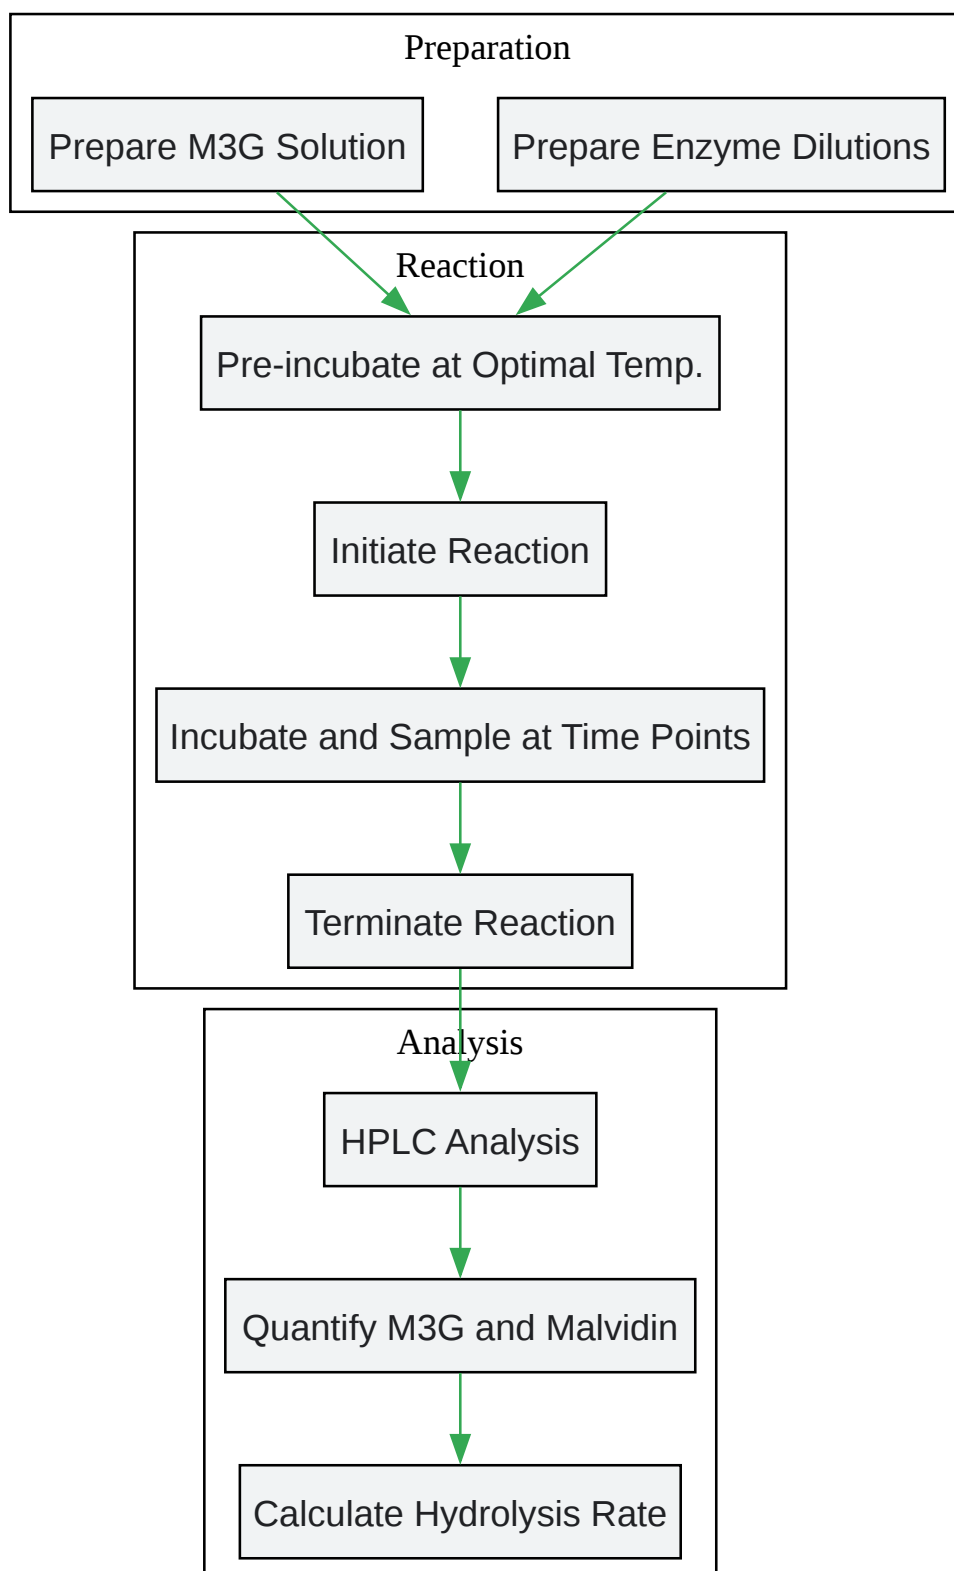 Preparation
Prepare M3G Solution
Prepare Enzyme Dilutions
Reaction
Pre-incubate at Optimal Temp.
Initiate Reaction
Incubate and Sample at Time Points
Terminate Reaction
Analysis
HPLC Analysis
Quantify M3G and Malvidin
Calculate Hydrolysis Rate